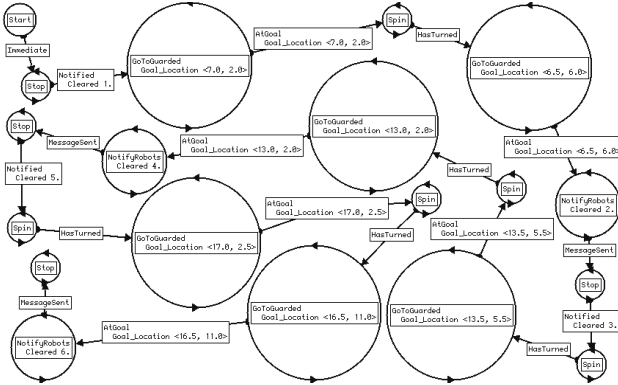 Start
Immediate
Stop
Notified
Cleared 1.
GoToGuarded
Goal_Location <7.0, 2.0>
AtGoal
Goal_Location <7.0, 2.0>
Spin
HasTurned
GoToGuarded
Goal_Location <6.5, 6.0>
AtGoal
Goal_Location <6.5, 6.0>
NotifyRobots
Cleared 2.
MessageSent
Stop
Notified
Cleared 3.
Spin
HasTurned
GoToGuarded
Goal_Location <13.5, 5.5>
AtGoal
Goal_Location <13.5, 5.5>
Spin
HasTurned
GoToGuarded
Goal_Location <13.0, 2.0>
AtGoal
Goal_Location <13.0, 2.0>
NotifyRobots
Cleared 4.
MessageSent
Stop
Notified
Cleared 5.
Spin
HasTurned
GoToGuarded
Goal_Location <17.0, 2.5>
AtGoal
Goal_Location <17.0, 2.5>
Spin
HasTurned
GoToGuarded
Goal_Location <16.5, 11.0>
AtGoal
Goal_Location <16.5, 11.0>
NotifyRobots
Cleared 6.
MessageSent
Stop